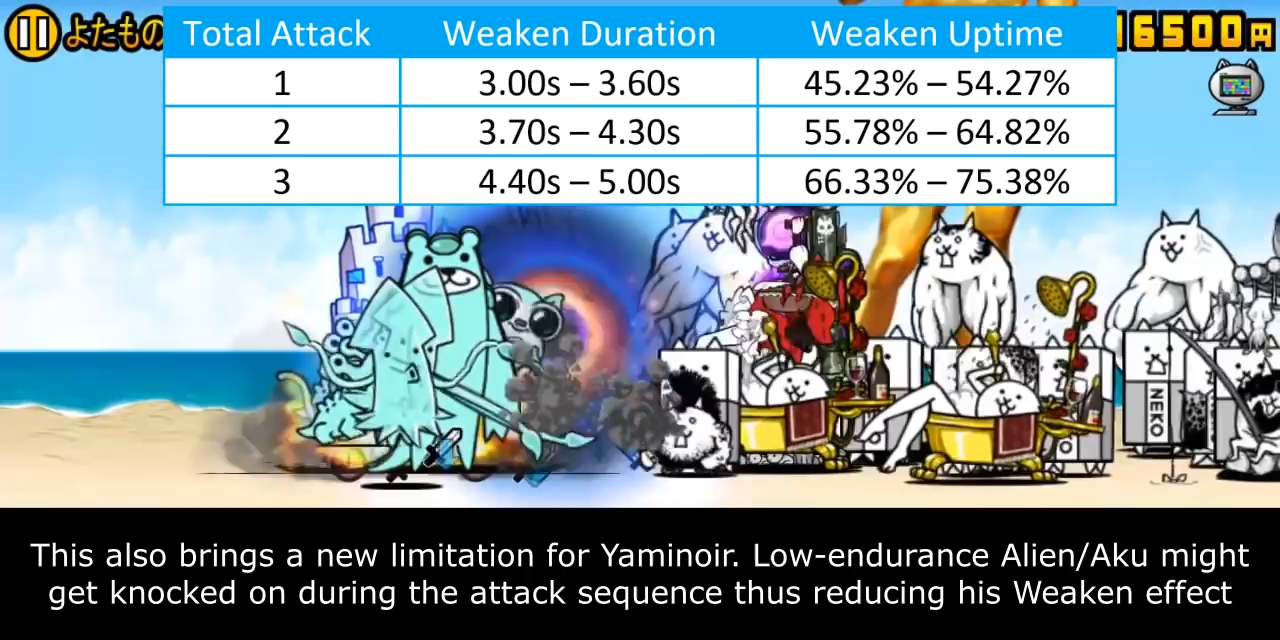 よたもの
16500円
Total Attack Weaken Duration Weaken Uptime
1 3.00s – 3.60s 45.23% – 54.27%
2 3.70s – 4.30s 55.78% – 64.82%
3 4.40s – 5.00s 66.33% – 75.38%
NEKO
This also brings a new limitation for Yaminoir. Low-endurance Alien/Aku might
get knocked on during the attack sequence thus reducing his Weaken effect